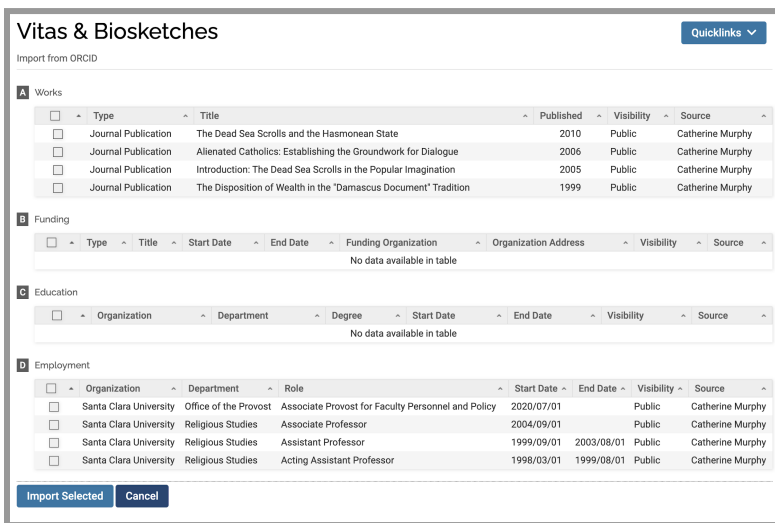 Vitas & Biosketches
Quicklinks
Import from ORCID
A Works
Type Title Published Visibility Source
Journal Publication The Dead Sea Scrolls and the Hasmonean State 2010 Public Catherine Murphy
Journal Publication Alienated Catholics: Establishing the Groundwork for Dialogue 2006 Public Catherine Murphy
Journal Publication Introduction: The Dead Sea Scrolls in the Popular Imagination 2005 Public Catherine Murphy
Journal Publication The Disposition of Wealth in the "Damascus Document" Tradition 1999 Public Catherine Murphy
B Funding
Type Title Start Date End Date Funding Organization Organization Address Visibility Source
No data available in table
C Education
Organization Department Degree Start Date End Date Visibility Source
No data available in table
D Employment
Organization Department Role Start Date End Date Visibility Source
Santa Clara University Office of the Provost Associate Provost for Faculty Personnel and Policy 2020/07/01 Public Catherine Murphy
Santa Clara University Religious Studies Associate Professor 2004/09/01 Public Catherine Murphy
Santa Clara University Religious Studies Assistant Professor 1999/09/01 2003/08/01 Public Catherine Murphy
Santa Clara University Religious Studies Acting Assistant Professor 1998/03/01 1999/08/01 Public Catherine Murphy
Import Selected Cancel